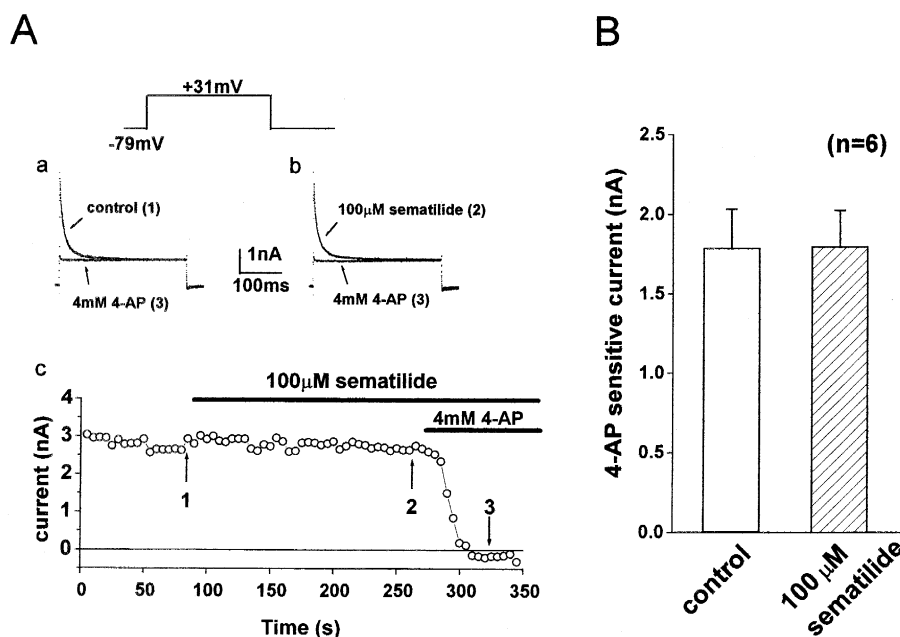 A
+31mV
-79mV
a
control (1)
4mM 4-AP (3)
1nA
100ms
b
100μM sematilide (2)
4mM 4-AP (3)
c
100μM sematilide
4mM 4-AP
current (nA)
4
3
2
1
0
1
2
3
0 50 100 150 200 250 300 350
Time (s)
B
(n=6)
4-AP sensitive current (nA)
2.5
2.0
1.5
1.0
0.5
0.0
control
100 μM
sematilide